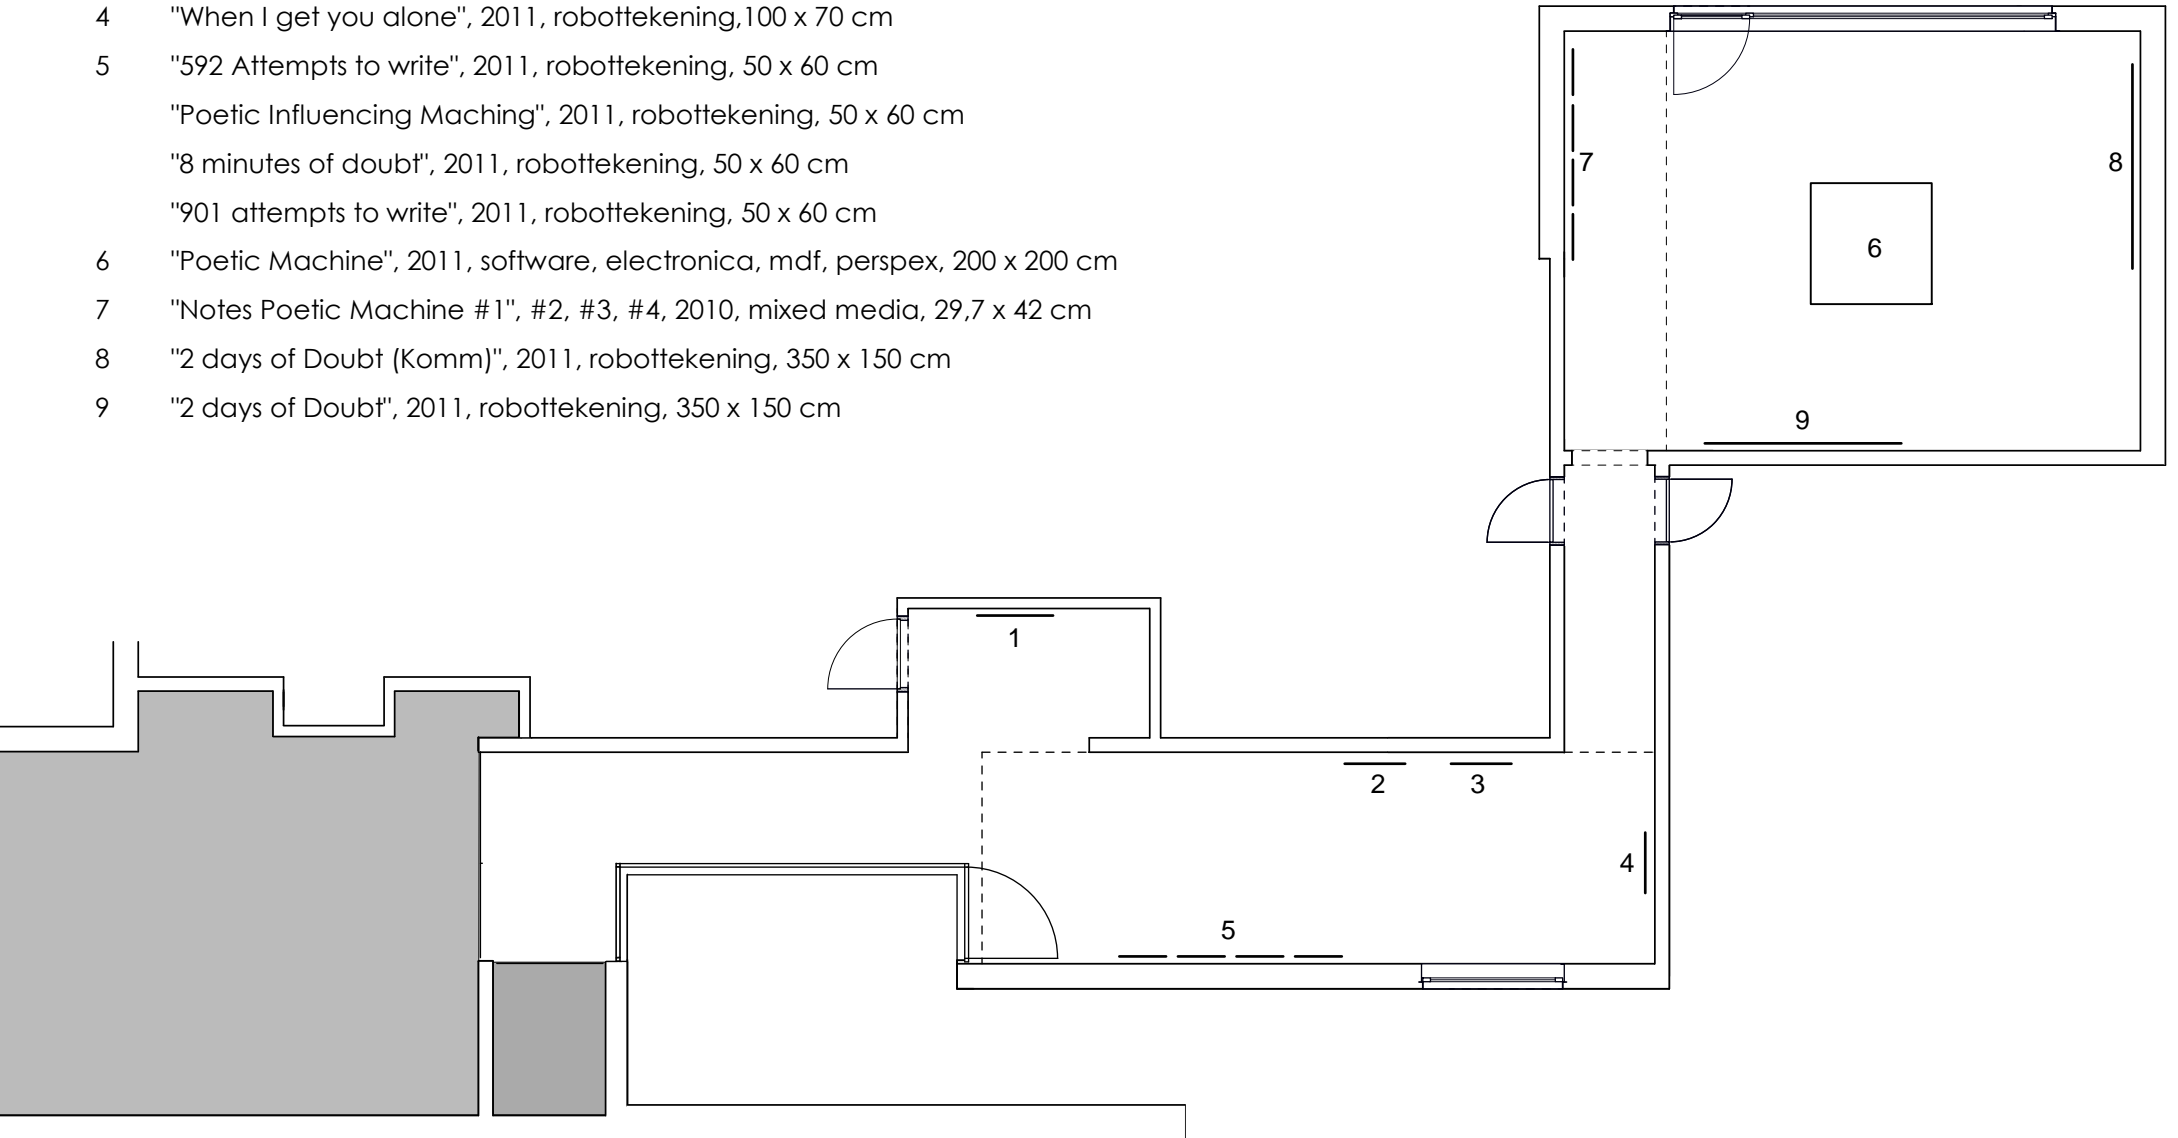 4 "When I get you alone", 2011, robottekening,100 x 70 cm
5 "592 Attempts to write", 2011, robottekening, 50 x 60 cm
"Poetic Influencing Maching", 2011, robottekening, 50 x 60 cm
"8 minutes of doubt", 2011, robottekening, 50 x 60 cm
"901 attempts to write", 2011, robottekening, 50 x 60 cm
6 "Poetic Machine", 2011, software, electronica, mdf, perspex, 200 x 200 cm
7 "Notes Poetic Machine #1", #2, #3, #4, 2010, mixed media, 29,7 x 42 cm
8 "2 days of Doubt (Komm)", 2011, robottekening, 350 x 150 cm
9 "2 days of Doubt", 2011, robottekening, 350 x 150 cm
7
8
6
9
1
2
3
4
5